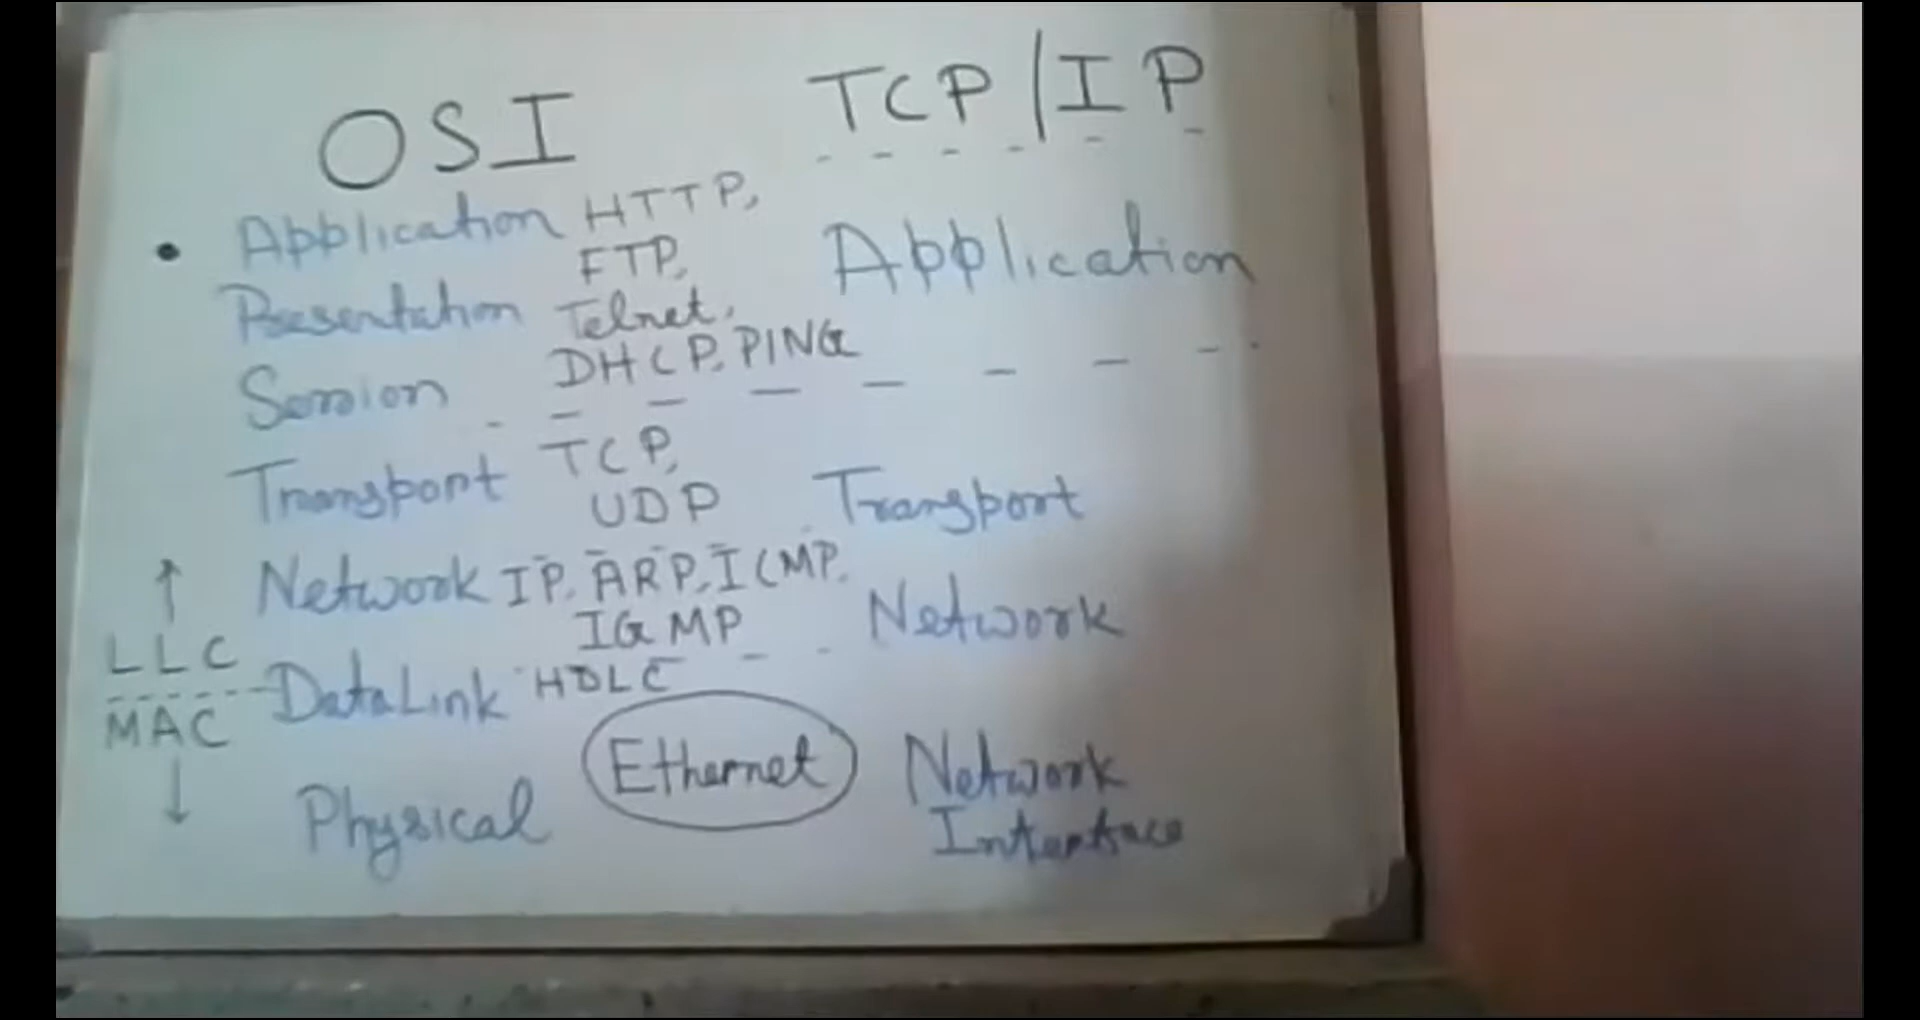 OSI TCP/IP
Application HTTP,
FTP, Application
Presentation Telnet,
DHCP, PING
Session
TCP,
Transport UDP Transport
Network IP, ARP, ICMP,
IGMP Network
LLC
DataLink HDLC
MAC
Ethernet Network
Physical Interface